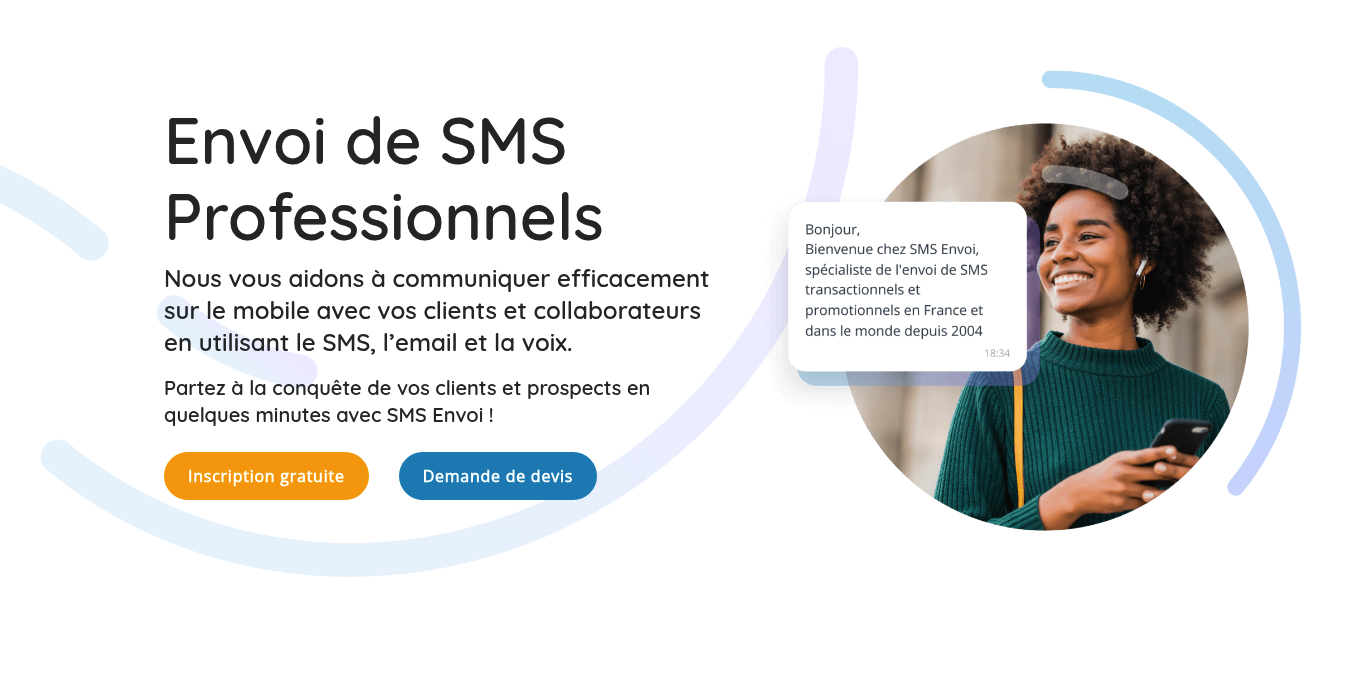 Envoi de SMS
Professionnels
Nous vous aidons à communiquer efficacement
sur le mobile avec vos clients et collaborateurs
en utilisant le SMS, l’email et la voix.
Partez à la conquête de vos clients et prospects en
quelques minutes avec SMS Envoi !
Inscription gratuite
Demande de devis
Bonjour,
Bienvenue chez SMS Envoi,
spécialiste de l'envoi de SMS
transactionnels et
promotionnels en France et
dans le monde depuis 2004
18:34